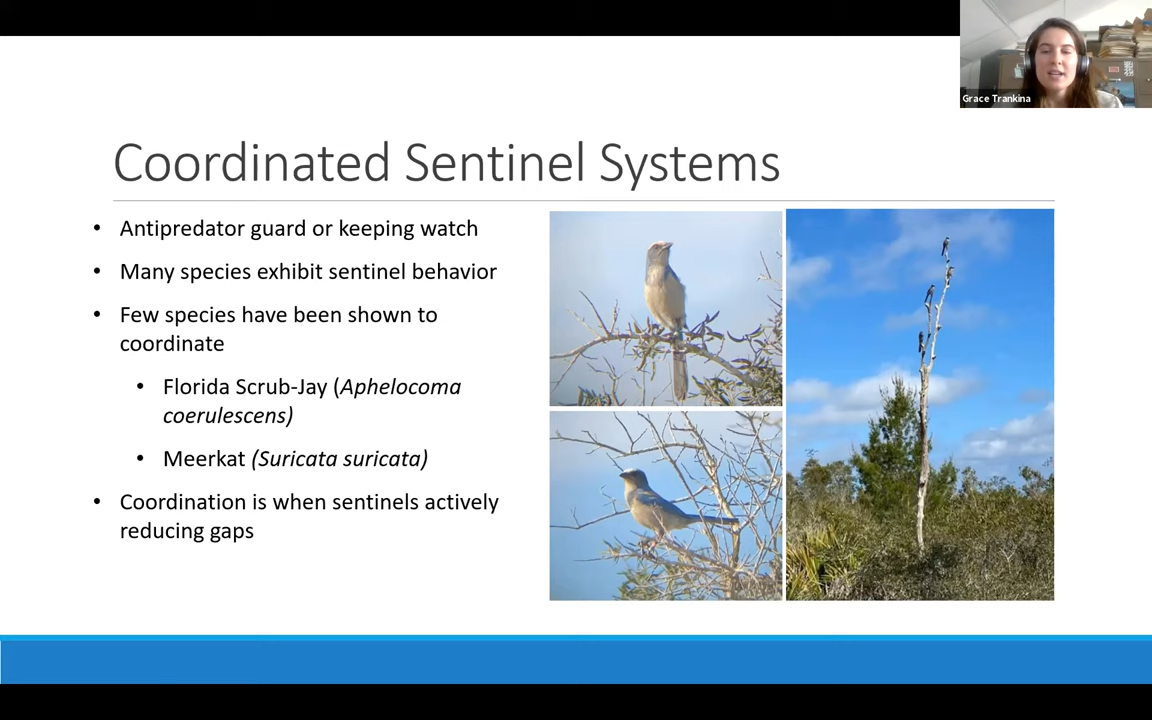 Grace Trankina
Coordinated Sentinel Systems
• Antipredator guard or keeping watch
• Many species exhibit sentinel behavior
• Few species have been shown to
coordinate
• Florida Scrub-Jay (Aphelocoma
coerulescens)
• Meerkat (Suricata suricata)
• Coordination is when sentinels actively
reducing gaps